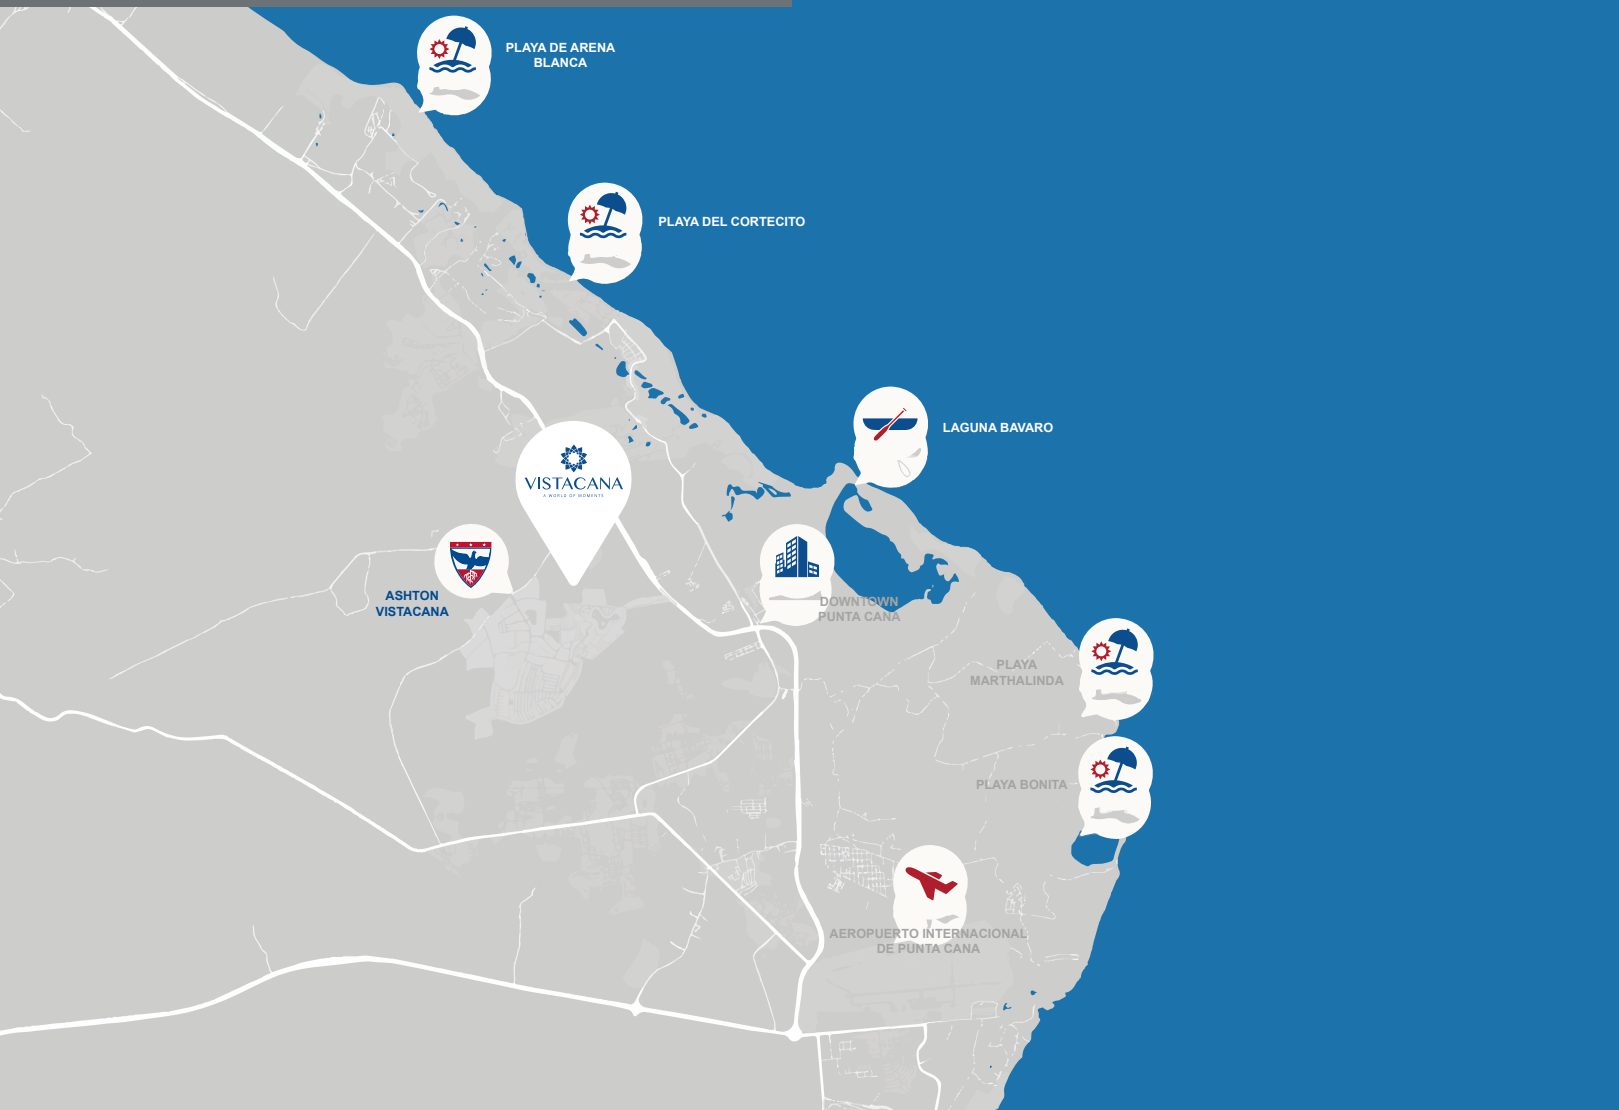 PLAYA DE ARENA
BLANCA
PLAYA DEL CORTECITO
LAGUNA BAVARO
VISTACANA
A WORLD OF MOMENTS
ASHTON
VISTACANA
DOWNTOWN
PUNTA CANA
PLAYA
MARTHALINDA
PLAYA BONITA
AEROPUERTO INTERNACIONAL
DE PUNTA CANA